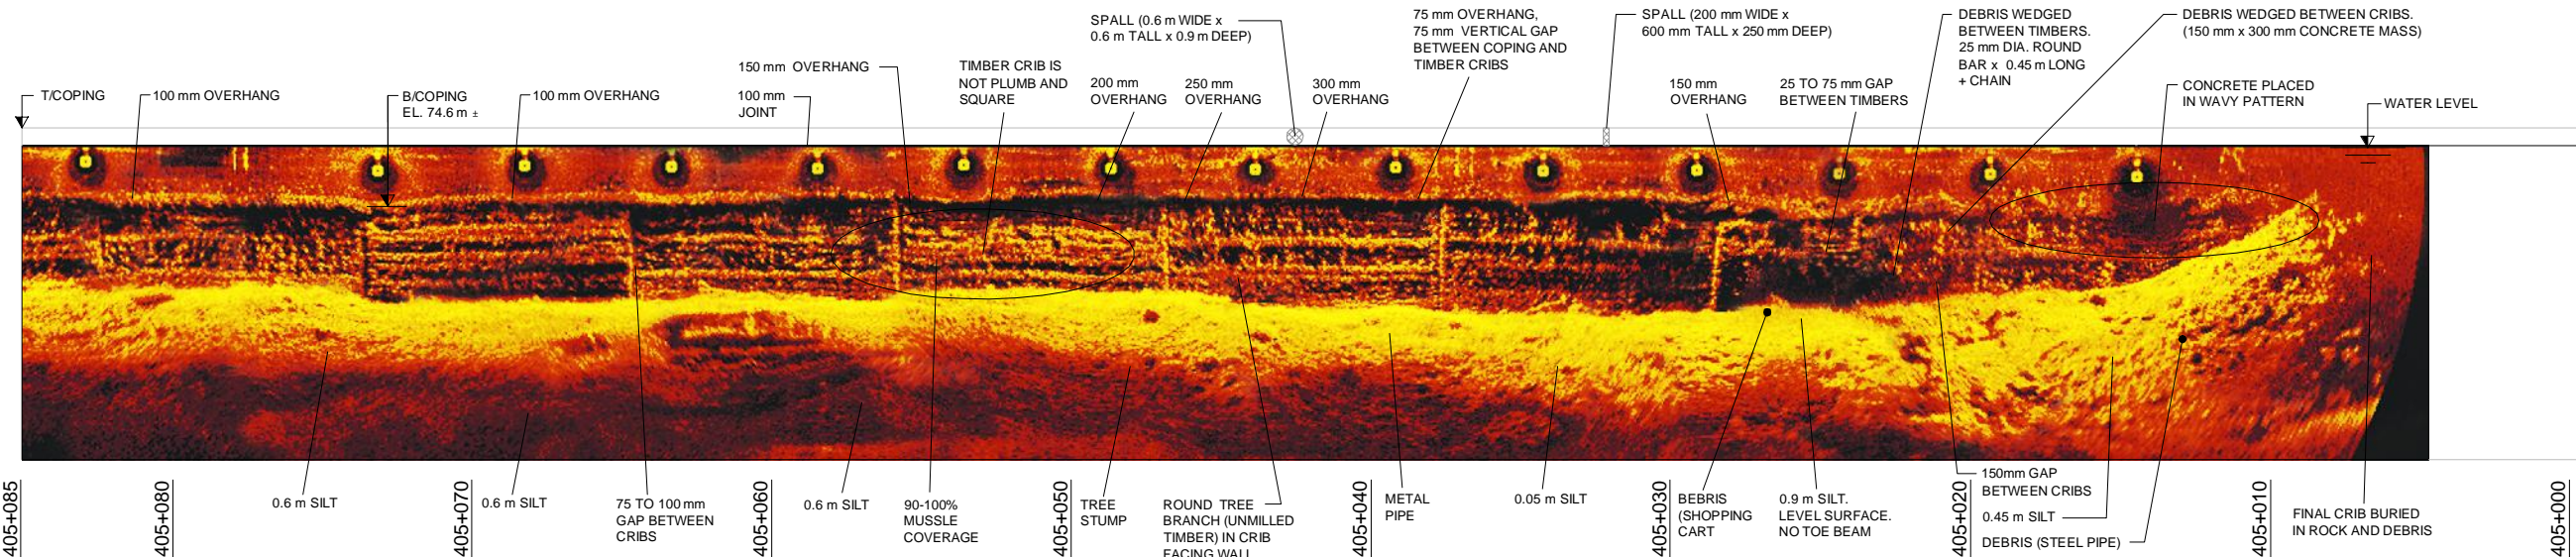 T/COPING
100 mm OVERHANG
B/COPING
EL. 74.6 m ±
100 mm OVERHANG
150 mm OVERHANG
100 mm
JOINT
TIMBER CRIB IS
NOT PLUMB AND
SQUARE
SPALL (0.6 m WIDE x
0.6 m TALL x 0.9 m DEEP)
200 mm
OVERHANG
250 mm
OVERHANG
300 mm
OVERHANG
75 mm OVERHANG,
75 mm VERTICAL GAP
BETWEEN COPING AND
TIMBER CRIBS
SPALL (200 mm WIDE x
600 mm TALL x 250 mm DEEP)
150 mm
OVERHANG
25 TO 75 mm GAP
BETWEEN TIMBERS
DEBRIS WEDGED
BETWEEN TIMBERS.
25 mm DIA. ROUND
BAR x 0.45 m LONG
+ CHAIN
DEBRIS WEDGED BETWEEN CRIBS.
(150 mm x 300 mm CONCRETE MASS)
CONCRETE PLACED
IN WAVY PATTERN
WATER LEVEL
405+085
405+080
0.6 m SILT
405+070
0.6 m SILT
75 TO 100 mm
GAP BETWEEN
CRIBS
405+060
0.6 m SILT
90-100%
MUSSLE
COVERAGE
405+050
TREE
STUMP
ROUND TREE
BRANCH (UNMILLED
TIMBER) IN CRIB
FACING WALL
405+040
METAL
PIPE
0.05 m SILT
405+030
BEBRIS
(SHOPPING
CART
0.9 m SILT.
LEVEL SURFACE.
NO TOE BEAM
405+020
150mm GAP
BETWEEN CRIBS
0.45 m SILT
DEBRIS (STEEL PIPE)
405+010
FINAL CRIB BURIED
IN ROCK AND DEBRIS
405+000